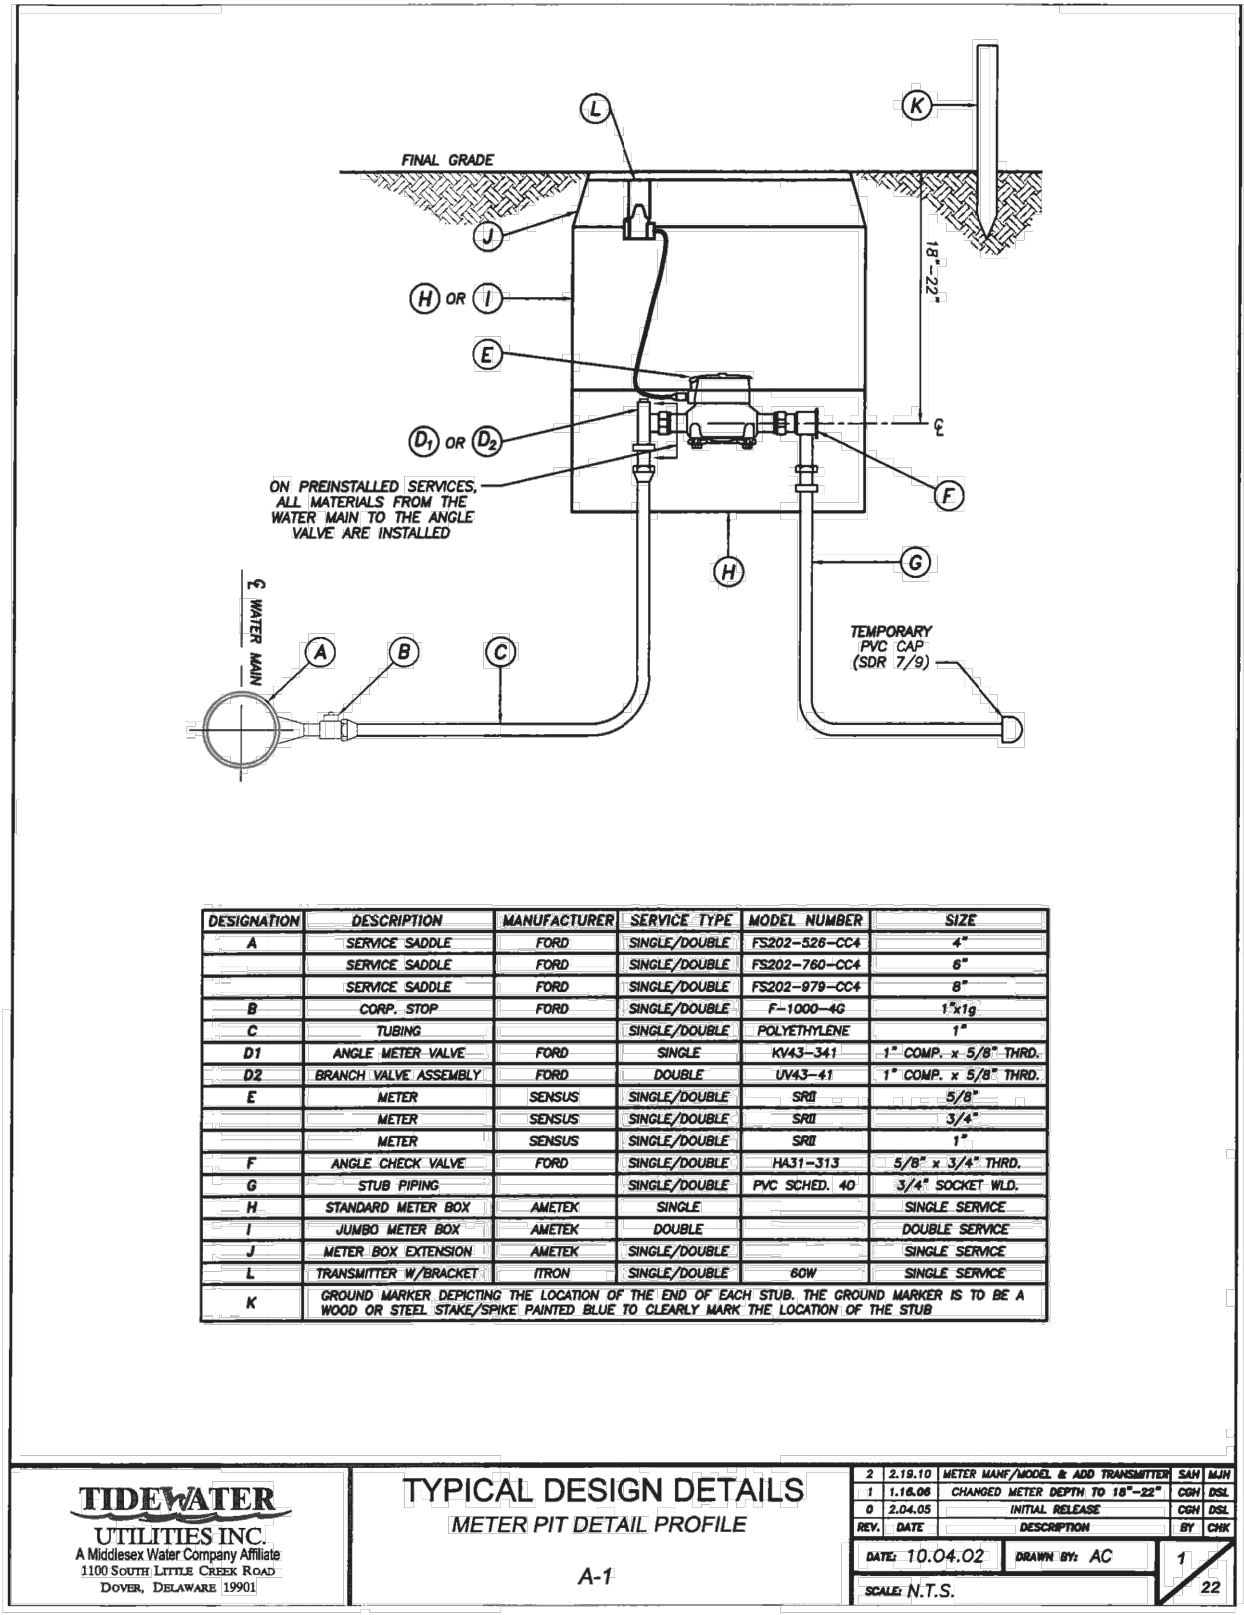 L
K
FINAL GRADE
J
18"-22"
H OR I
E
D1 OR D2
℄
ON PREINSTALLED SERVICES,
ALL MATERIALS FROM THE
WATER MAIN TO THE ANGLE
VALVE ARE INSTALLED
F
H
G
℄ WATER MAIN
TEMPORARY
PVC CAP
(SDR 7/9)
A
B
C
DESIGNATION DESCRIPTION MANUFACTURER SERVICE TYPE MODEL NUMBER SIZE
A SERVICE SADDLE FORD SINGLE/DOUBLE FS202-526-CC4 4"
SERVICE SADDLE FORD SINGLE/DOUBLE FS202-760-CC4 6"
SERVICE SADDLE FORD SINGLE/DOUBLE FS202-979-CC4 8"
B CORP. STOP FORD SINGLE/DOUBLE F-1000-4G 1"x1g
C TUBING SINGLE/DOUBLE POLYETHYLENE 1"
D1 ANGLE METER VALVE FORD SINGLE KV43-341 1" COMP. x 5/8" THRD.
D2 BRANCH VALVE ASSEMBLY FORD DOUBLE UV43-41 1" COMP. x 5/8" THRD.
E METER SENSUS SINGLE/DOUBLE SRII 5/8"
METER SENSUS SINGLE/DOUBLE SRII 3/4"
METER SENSUS SINGLE/DOUBLE SRII 1"
F ANGLE CHECK VALVE FORD SINGLE/DOUBLE HA31-313 5/8" x 3/4" THRD.
G STUB PIPING SINGLE/DOUBLE PVC SCHED. 40 3/4" SOCKET WLD.
H STANDARD METER BOX AMETEK SINGLE SINGLE SERVICE
I JUMBO METER BOX AMETEK DOUBLE DOUBLE SERVICE
J METER BOX EXTENSION AMETEK SINGLE/DOUBLE SINGLE SERVICE
L TRANSMITTER W/BRACKET ITRON SINGLE/DOUBLE 60W SINGLE SERVICE
K GROUND MARKER DEPICTING THE LOCATION OF THE END OF EACH STUB. THE GROUND MARKER IS TO BE A
WOOD OR STEEL STAKE/SPIKE PAINTED BLUE TO CLEARLY MARK THE LOCATION OF THE STUB
TIDEWATER
UTILITIES INC.
A Middlesex Water Company Affiliate
1100 SOUTH LITTLE CREEK ROAD
DOVER, DELAWARE 19901
TYPICAL DESIGN DETAILS
METER PIT DETAIL PROFILE
A-1
2 2.19.10 METER MANF/MODEL & ADD TRANSMITTER SAH MJH
1 1.16.06 CHANGED METER DEPTH TO 18"-22" CGH DSL
0 2.04.05 INITIAL RELEASE CGH DSL
REV. DATE DESCRIPTION BY CHK
DATE: 10.04.02 DRAWN BY: AC
SCALE: N.T.S.
1
22